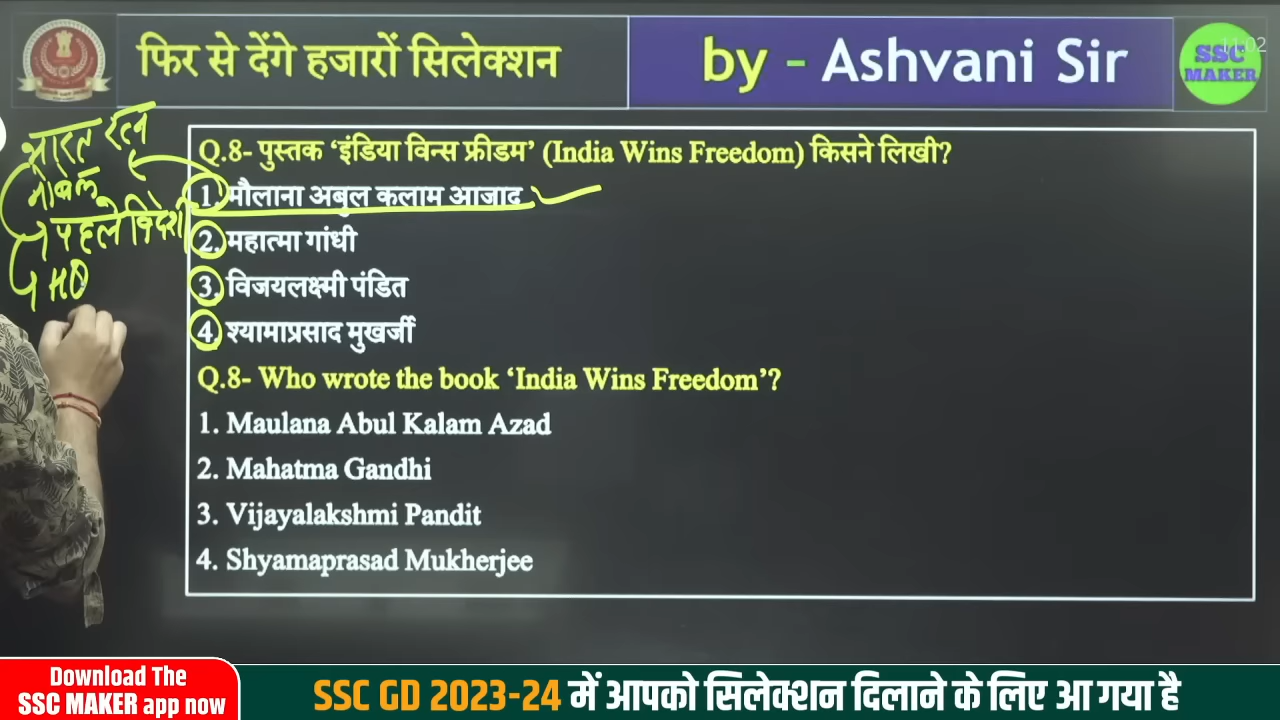 फिर से देंगे हजारों सिलेक्शन
by - Ashvani Sir
SSC
MAKER
11:02
भारत रत्न
नोबल
पहले विदेशी
Q.8- पुस्तक ‘इंडिया विन्स फ्रीडम’ (India Wins Freedom) किसने लिखी?
1. मौलाना अबुल कलाम आजाद
2. महात्मा गांधी
3. विजयलक्ष्मी पंडित
4. श्यामाप्रसाद मुखर्जी
Q.8- Who wrote the book ‘India Wins Freedom’?
1. Maulana Abul Kalam Azad
2. Mahatma Gandhi
3. Vijayalakshmi Pandit
4. Shyamaprasad Mukherjee
Download The
SSC MAKER app now
SSC GD 2023-24 में आपको सिलेक्शन दिलाने के लिए आ गया है